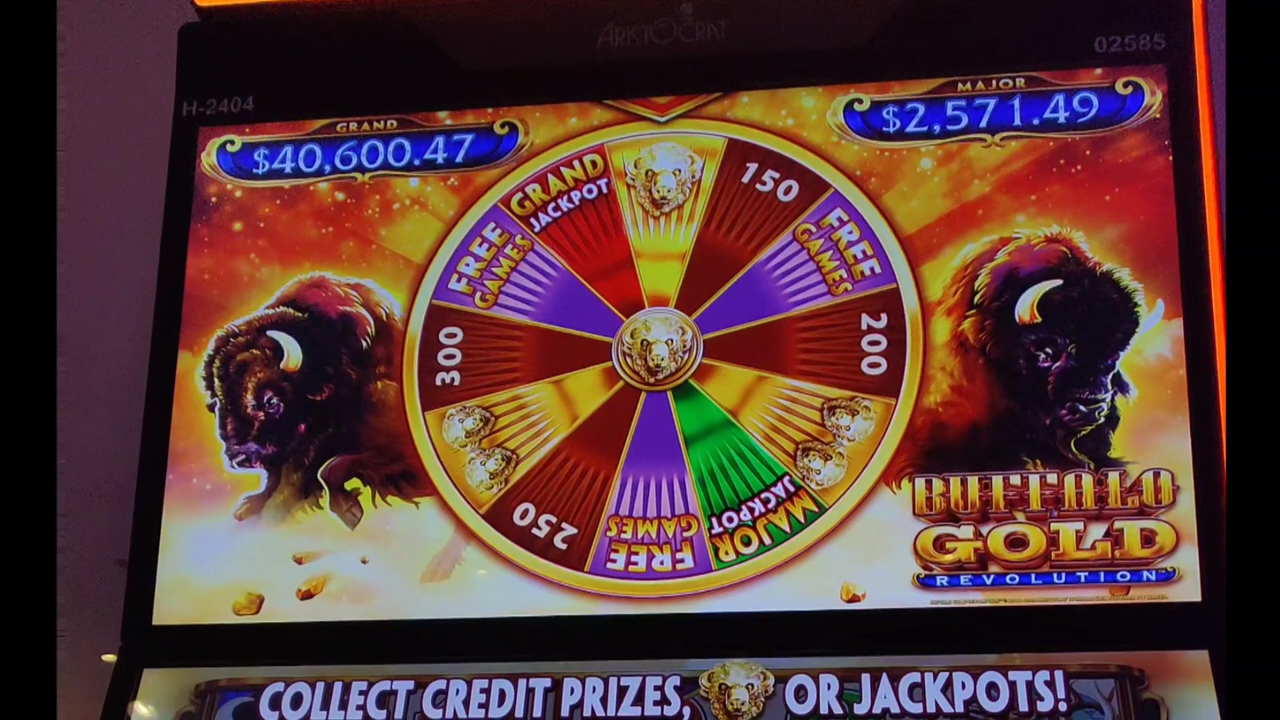 ARISTOCRAT
02585
H-2404
GRAND
$40,600.47
MAJOR
$2,571.49
GRAND
JACKPOT
150
FREE
GAMES
200
MAJOR
JACKPOT
FREE
GAMES
250
300
FREE
GAMES
BUFFALO
GOLD
REVOLUTION™
COLLECT CREDIT PRIZES, OR JACKPOTS!